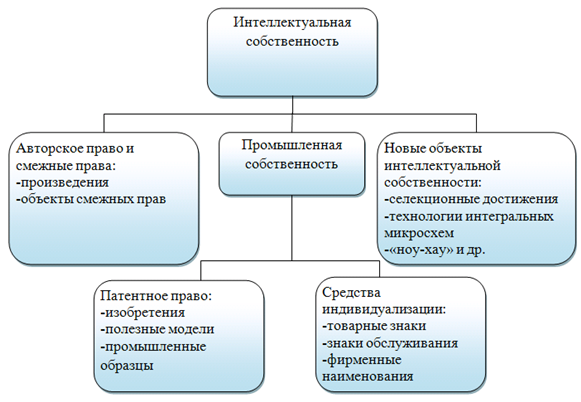 Интеллектуальная
собственность
Авторское право и
смежные права:
-произведения
-объекты смежных прав
Промышленная
собственность
Новые объекты
интеллектуальной
собственности:
-селекционные достижения
-технологии интегральных
микросхем
-«ноу-хау» и др.
Патентное право:
-изобретения
-полезные модели
-промышленные
образцы
Средства
индивидуализации:
-товарные знаки
-знаки обслуживания
-фирменные
наименования